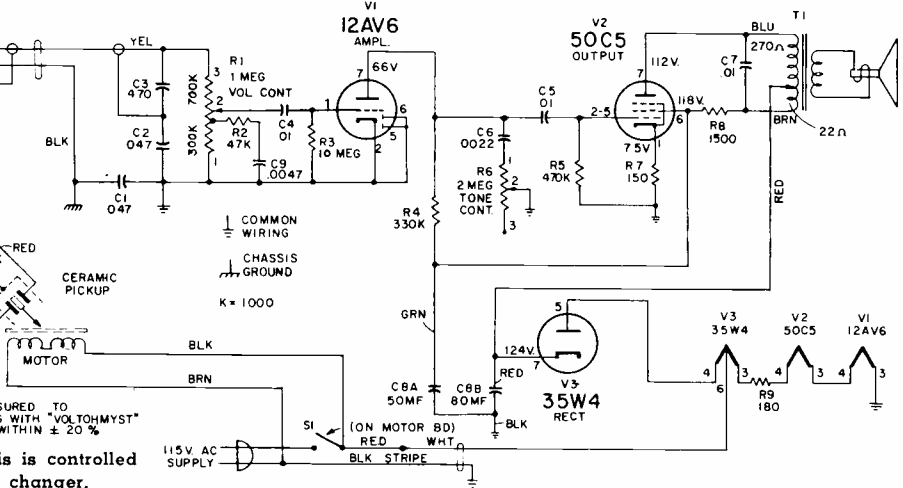 V1
12AV6
AMPL.
YEL
C3
470
C2
047
BLK
C1
047
3
700K
2
300K
1
R1
1 MEG
VOL CONT
R2
47K
C9
.0047
C4
01
R3
10 MEG
7
66V
1
6
5
2
COMMON
WIRING
CHASSIS
GROUND
K = 1000
R4
330K
GRN
C6
0022
R6
2 MEG
TONE
CONT.
1
2
3
C5
01
R5
470K
V2
50C5
OUTPUT
7
112V.
2-5
118V.
6
7 5V
1
R7
150
R8
1500
C7
.01
BLU
270Ω
T1
BRN
22Ω
RED
RED
CERAMIC
PICKUP
MOTOR
BLK
BRN
SURED TO
S WITH "VOLTOHMYST"
WITHIN ± 20 %
is is controlled
changer.
115V. AC
SUPPLY
S1
(ON MOTOR BD)
RED
WHT
BLK STRIPE
C8A
50MF
C8B
80MF
RED
BLK
124V.
7
5
V3
35W4
RECT
V3
35W4
V2
50C5
V1
12AV6
4
6
3
R9
180
4
3
4
3